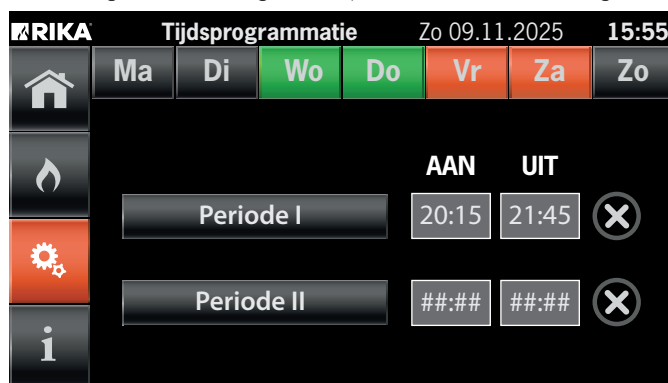 RIKA Tijdsprogrammatie Zo 09.11.2025 15:55
Ma Di Wo Do Vr Za Zo
AAN UIT
Periode I 20:15 21:45
Periode II ##:## ##:##
i